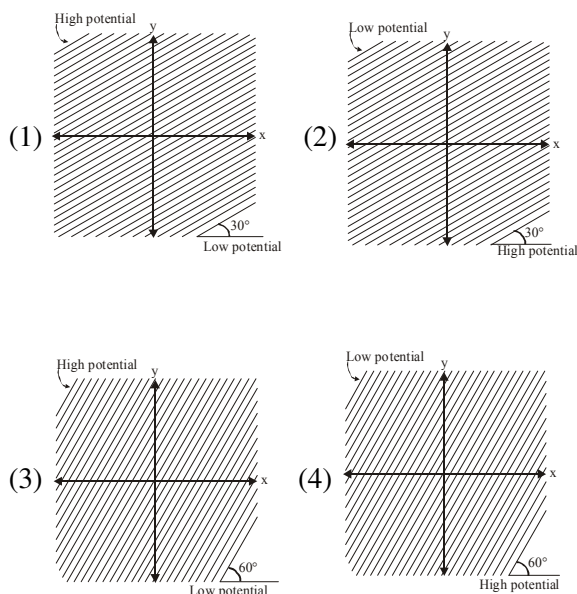 High potential
y
(1)
x
30°
Low potential
Low potential
y
(2)
x
30°
High potential
High potential
y
(3)
x
60°
Low potential
Low potential
y
(4)
x
60°
High potential